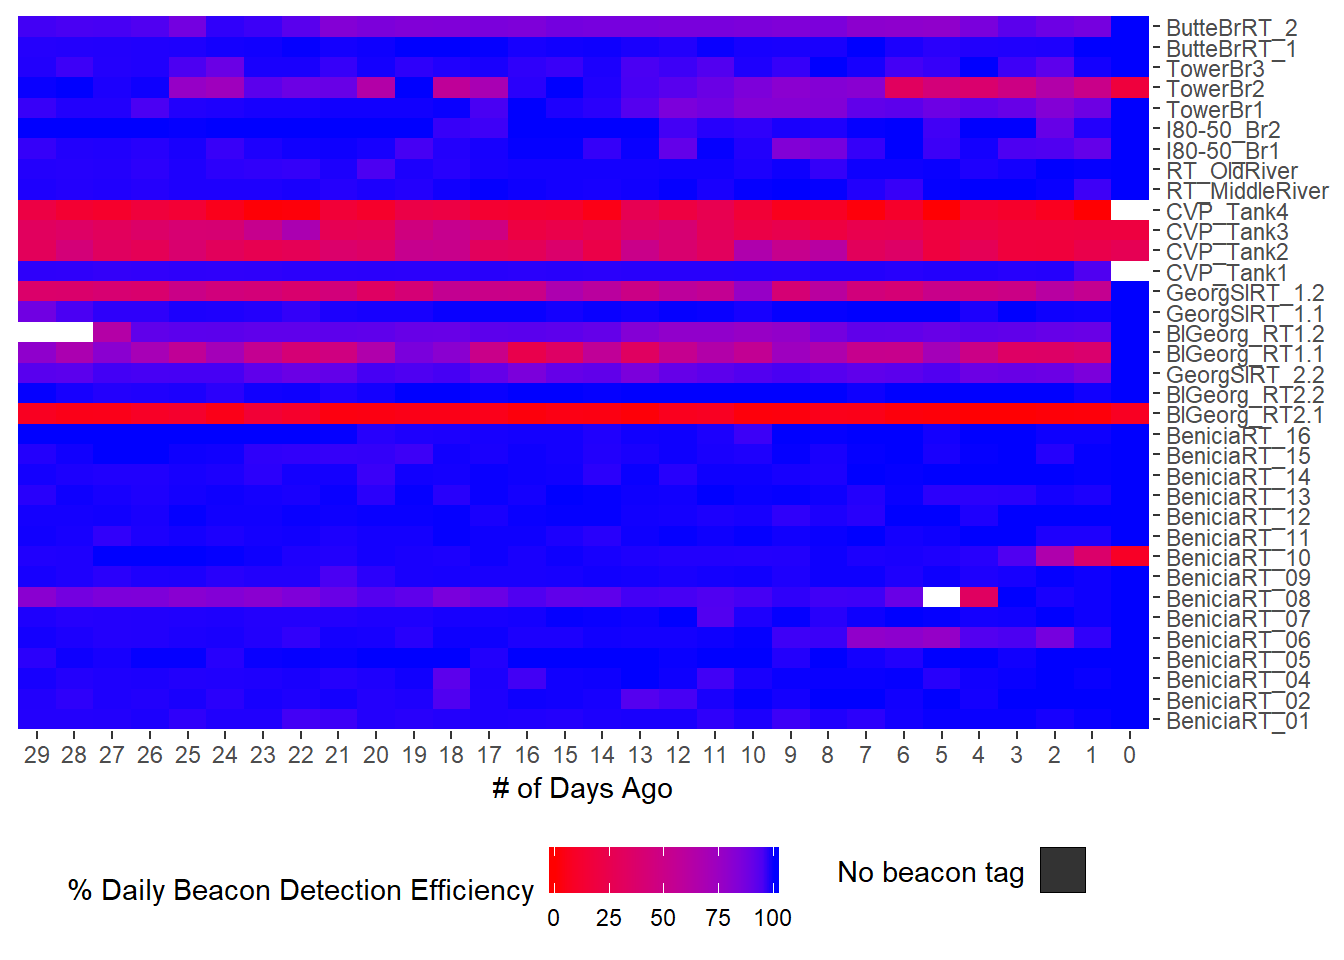 ButteBrRT_2
ButteBrRT_1
TowerBr3
TowerBr2
TowerBr1
I80-50_Br2
I80-50_Br1
RT_OldRiver
RT_MiddleRiver
CVP_Tank4
CVP_Tank3
CVP_Tank2
CVP_Tank1
GeorgSlRT_1.2
GeorgSlRT_1.1
BlGeorg_RT1.2
BlGeorg_RT1.1
GeorgSlRT_2.2
BlGeorg_RT2.2
BlGeorg_RT2.1
BeniciaRT_16
BeniciaRT_15
BeniciaRT_14
BeniciaRT_13
BeniciaRT_12
BeniciaRT_11
BeniciaRT_10
BeniciaRT_09
BeniciaRT_08
BeniciaRT_07
BeniciaRT_06
BeniciaRT_05
BeniciaRT_04
BeniciaRT_02
BeniciaRT_01
29 28 27 26 25 24 23 22 21 20 19 18 17 16 15 14 13 12 11 10 9 8 7 6 5 4 3 2 1 0
# of Days Ago
% Daily Beacon Detection Efficiency
0 25 50 75 100
No beacon tag